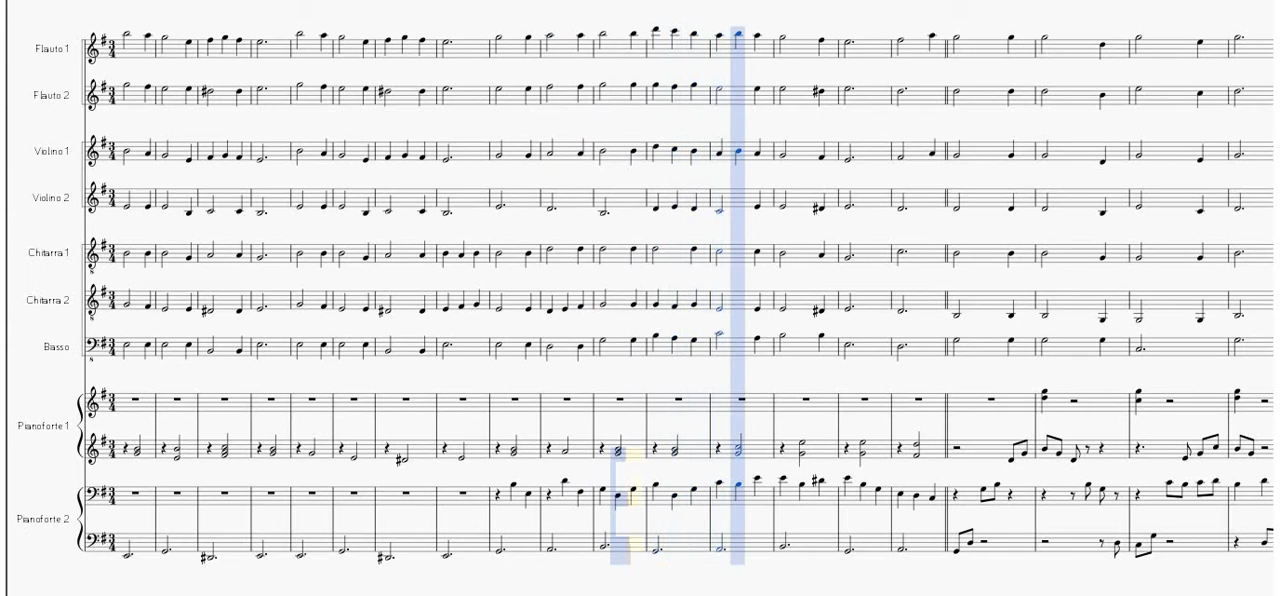 Flauto 1
Flauto 2
Violino 1
Violino 2
Chitarra 1
Chitarra 2
Basso
Pianoforte 1
Pianoforte 2